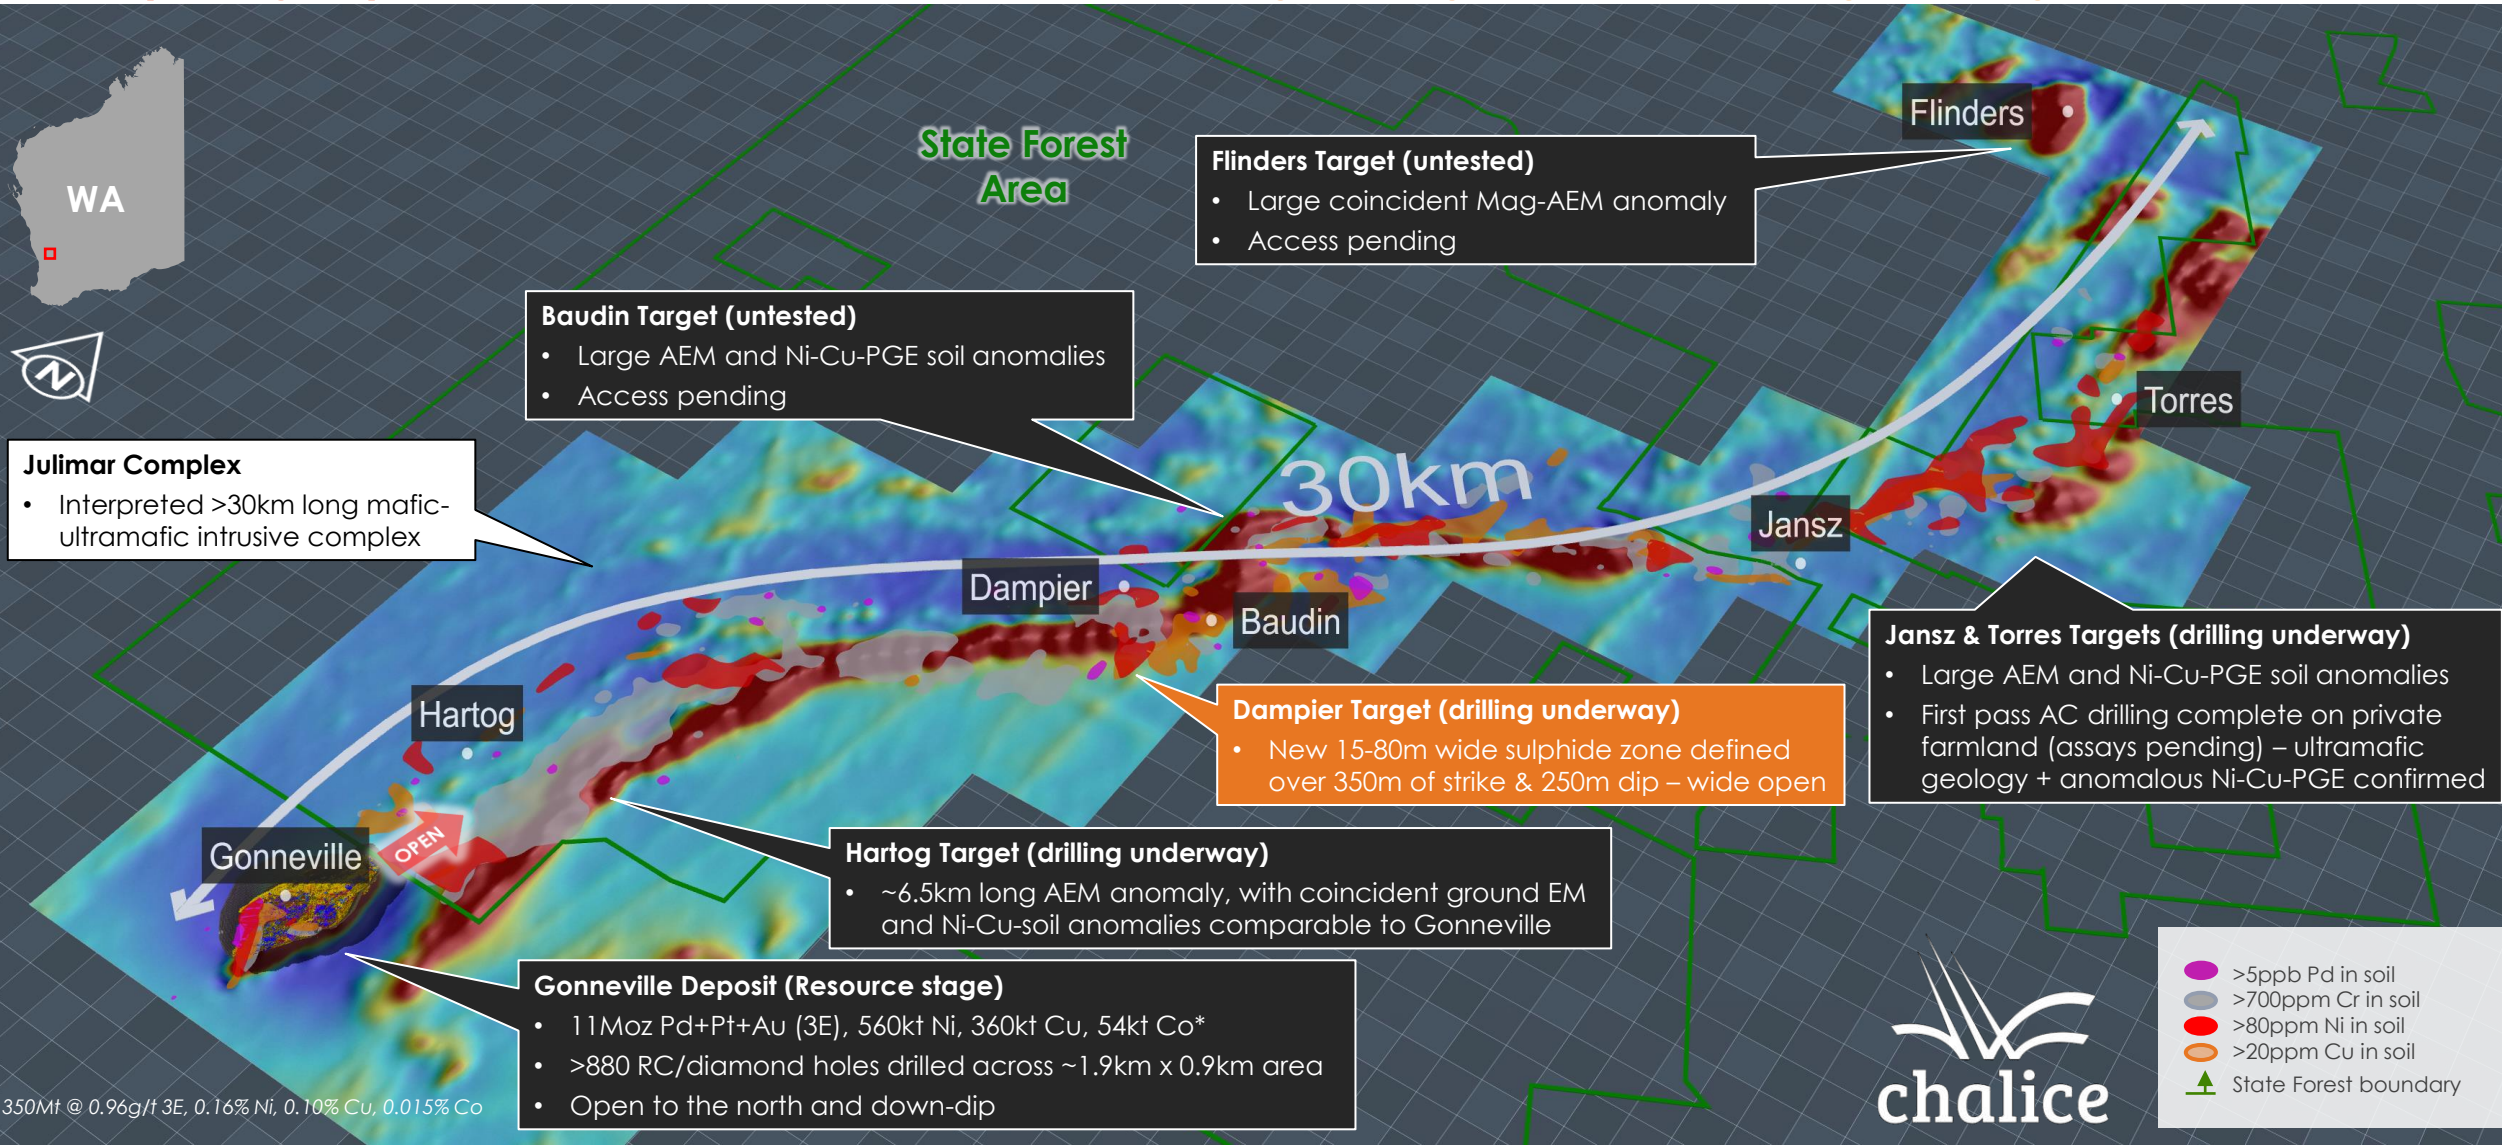 WA
N
State Forest
Area
Flinders
Flinders Target (untested)
• Large coincident Mag-AEM anomaly
• Access pending
Baudin Target (untested)
• Large AEM and Ni-Cu-PGE soil anomalies
• Access pending
Torres
Julimar Complex
• Interpreted >30km long mafic-
ultramafic intrusive complex
30km
Jansz
Dampier
Baudin
Jansz & Torres Targets (drilling underway)
• Large AEM and Ni-Cu-PGE soil anomalies
• First pass AC drilling complete on private
farmland (assays pending) – ultramafic
geology + anomalous Ni-Cu-PGE confirmed
Hartog
Dampier Target (drilling underway)
• New 15-80m wide sulphide zone defined
over 350m of strike & 250m dip – wide open
OPEN
Gonneville
Hartog Target (drilling underway)
• ~6.5km long AEM anomaly, with coincident ground EM
and Ni-Cu-soil anomalies comparable to Gonneville
Gonneville Deposit (Resource stage)
• 11Moz Pd+Pt+Au (3E), 560kt Ni, 360kt Cu, 54kt Co*
• >880 RC/diamond holes drilled across ~1.9km x 0.9km area
• Open to the north and down-dip
350Mt @ 0.96g/t 3E, 0.16% Ni, 0.10% Cu, 0.015% Co
chalice
>5ppb Pd in soil
>700ppm Cr in soil
>80ppm Ni in soil
>20ppm Cu in soil
State Forest boundary